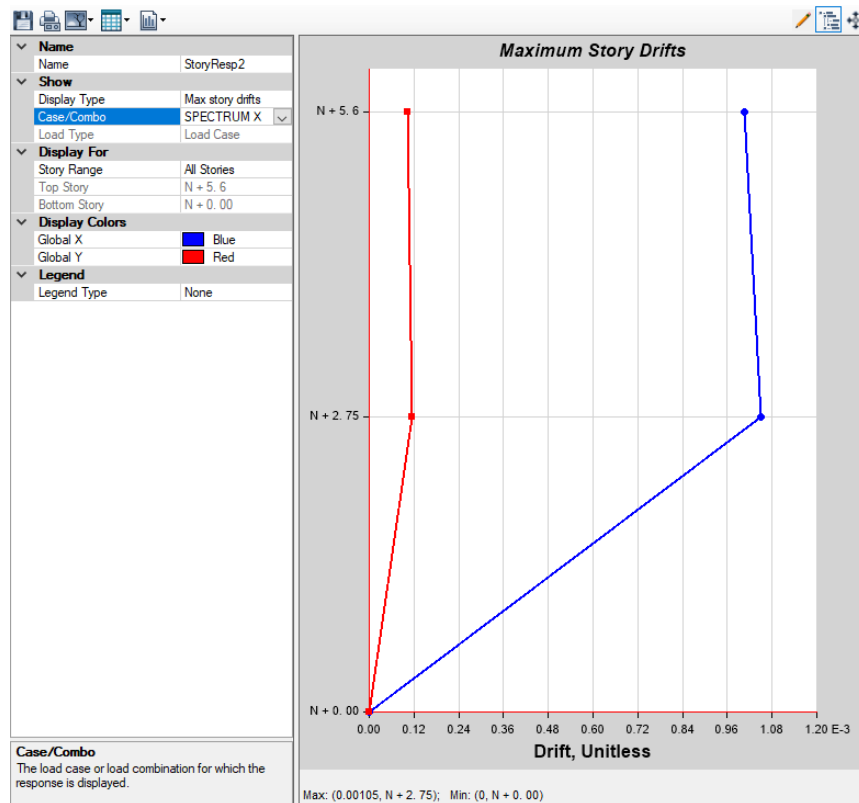 Name
Name StoryResp2
Show
Display Type Max story drifts
Case/Combo SPECTRUM X
Load Type Load Case
Display For
Story Range All Stories
Top Story N + 5. 6
Bottom Story N + 0. 00
Display Colors
Global X Blue
Global Y Red
Legend
Legend Type None
Case/Combo
The load case or load combination for which the
response is displayed.
Maximum Story Drifts
N + 5. 6
N + 2. 75
N + 0. 00
0.00 0.12 0.24 0.36 0.48 0.60 0.72 0.84 0.96 1.08 1.20 E-3
Drift, Unitless
Max: (0.00105, N + 2. 75); Min: (0, N + 0. 00)